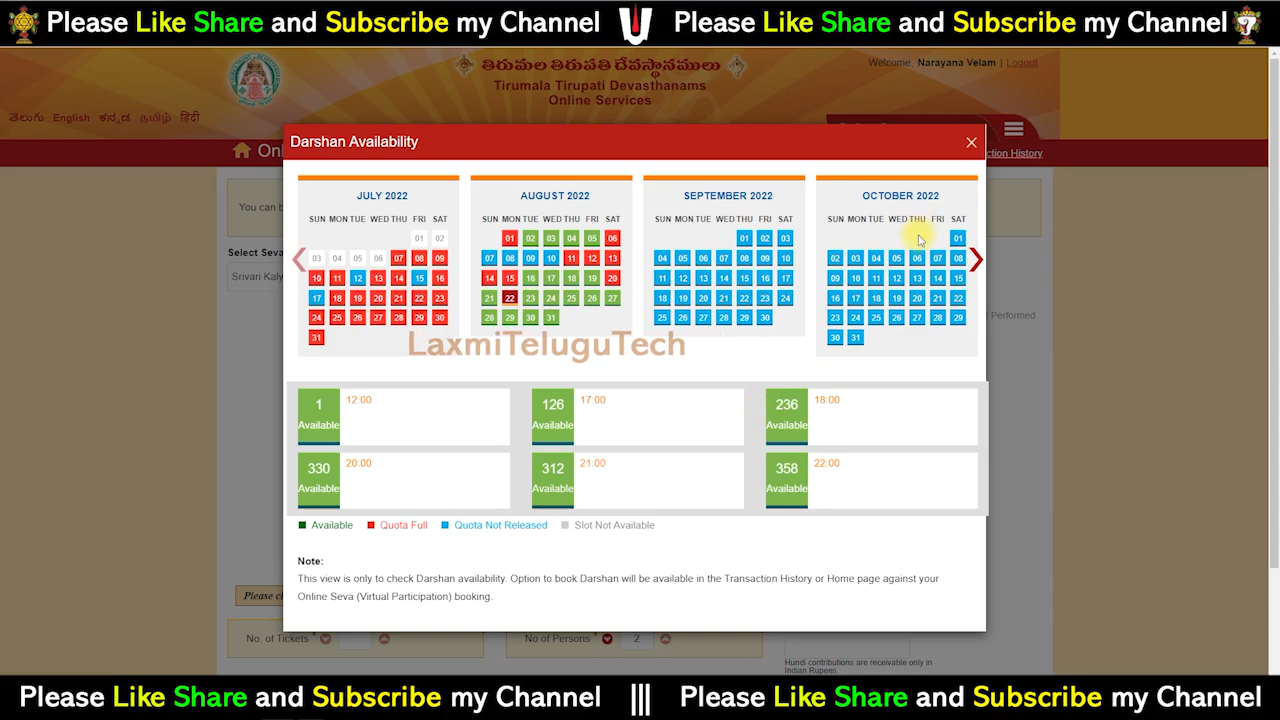 Please Like Share and Subscribe my Channel Please Like Share and Subscribe my Channel
తిరుమల తిరుపతి దేవస్థానములు
Welcome, Narayana Velam | Logout
Tirumala Tirupati Devasthanams
Online Services
తెలుగు English ಕನ್ನಡ தமிழ் हिंदी
Darshan Availability
Onl
ction History
JULY 2022 AUGUST 2022 SEPTEMBER 2022 OCTOBER 2022
You can b
SUN MON TUE WED THU FRI SAT SUN MON TUE WED THU FRI SAT SUN MON TUE WED THU FRI SAT SUN MON TUE WED THU FRI SAT
01 02 01 02 03 04 05 06 01 02 03 01
Select Seva
03 04 05 06 07 08 09 07 08 09 10 11 12 13 04 05 06 07 08 09 10 02 03 04 05 06 07 08
Srivari Kaly
10 11 12 13 14 15 16 14 15 16 17 18 19 20 11 12 13 14 15 16 17 09 10 11 12 13 14 15
17 18 19 20 21 22 23 21 22 23 24 25 26 27 18 19 20 21 22 23 24 16 17 18 19 20 21 22
24 25 26 27 28 29 30 28 29 30 31 25 26 27 28 29 30 23 24 25 26 27 28 29
Performed
31 30 31
LaxmiTeluguTech
1 Available 12:00
126 Available 17:00
236 Available 18:00
330 Available 20:00
312 Available 21:00
358 Available 22:00
Available Quota Full Quota Not Released Slot Not Available
Note:
This view is only to check Darshan availability. Option to book Darshan will be available in the Transaction History or Home page against your
Online Seva (Virtual Participation) booking.
Please c
No. of Tickets * No of Persons * 2
Hundi contributions are receivable only in
Indian Rupees
Please Like Share and Subscribe my Channel ||| Please Like Share and Subscribe my Channel